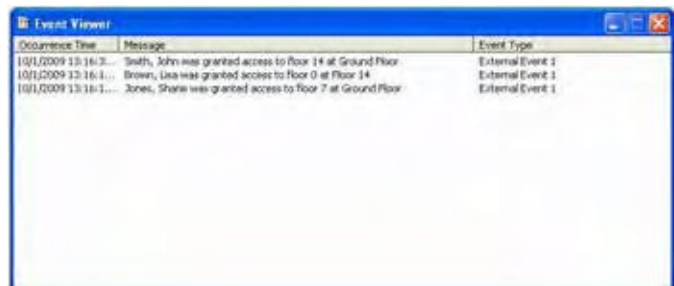 Event Viewer
Occurrence Time Message Event Type
10/1/2009 13:16:3... Smith, John was granted access to floor 14 at Ground Floor External Event 1
10/1/2009 13:16:1... Brown, Lisa was granted access to floor 0 at Floor 14 External Event 1
10/1/2009 13:16:1... Jones, Shane was granted access to floor 7 at Ground Floor External Event 1